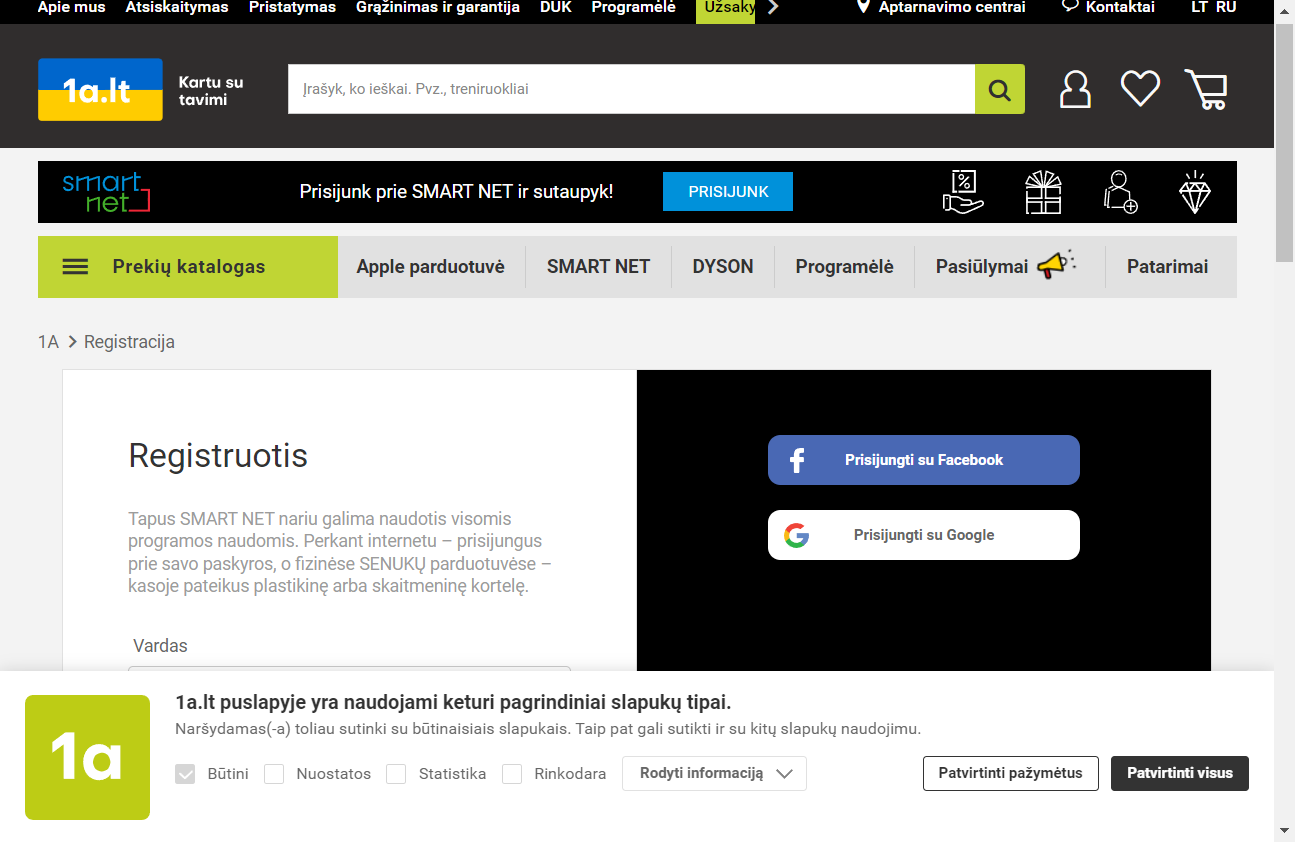 Apie mus Atsiskaitymas Pristatymas Grąžinimas ir garantija DUK Programėlė Užsaky Aptarnavimo centrai Kontaktai LT RU
1a.lt Kartu su tavimi
Įrašyk, ko ieškai. Pvz., treniruokliai
smart net Prisijunk prie SMART NET ir sutaupyk! PRISIJUNK
Prekių katalogas Apple parduotuvė SMART NET DYSON Programėlė Pasiūlymai Patarimai
1A Registracija
Registruotis
Tapus SMART NET nariu galima naudotis visomis
programos naudomis. Perkant internetu – prisijungus
prie savo paskyros, o fizinėse SENUKŲ parduotuvėse –
kasoje pateikus plastikinę arba skaitmeninę kortelę.
Vardas
Prisijungti su Facebook
Prisijungti su Google
1a
1a.lt puslapyje yra naudojami keturi pagrindiniai slapukų tipai.
Naršydamas(-a) toliau sutinki su būtinaisiais slapukais. Taip pat gali sutikti ir su kitų slapukų naudojimu.
Būtini Nuostatos Statistika Rinkodara Rodyti informaciją Patvirtinti pažymėtus Patvirtinti visus